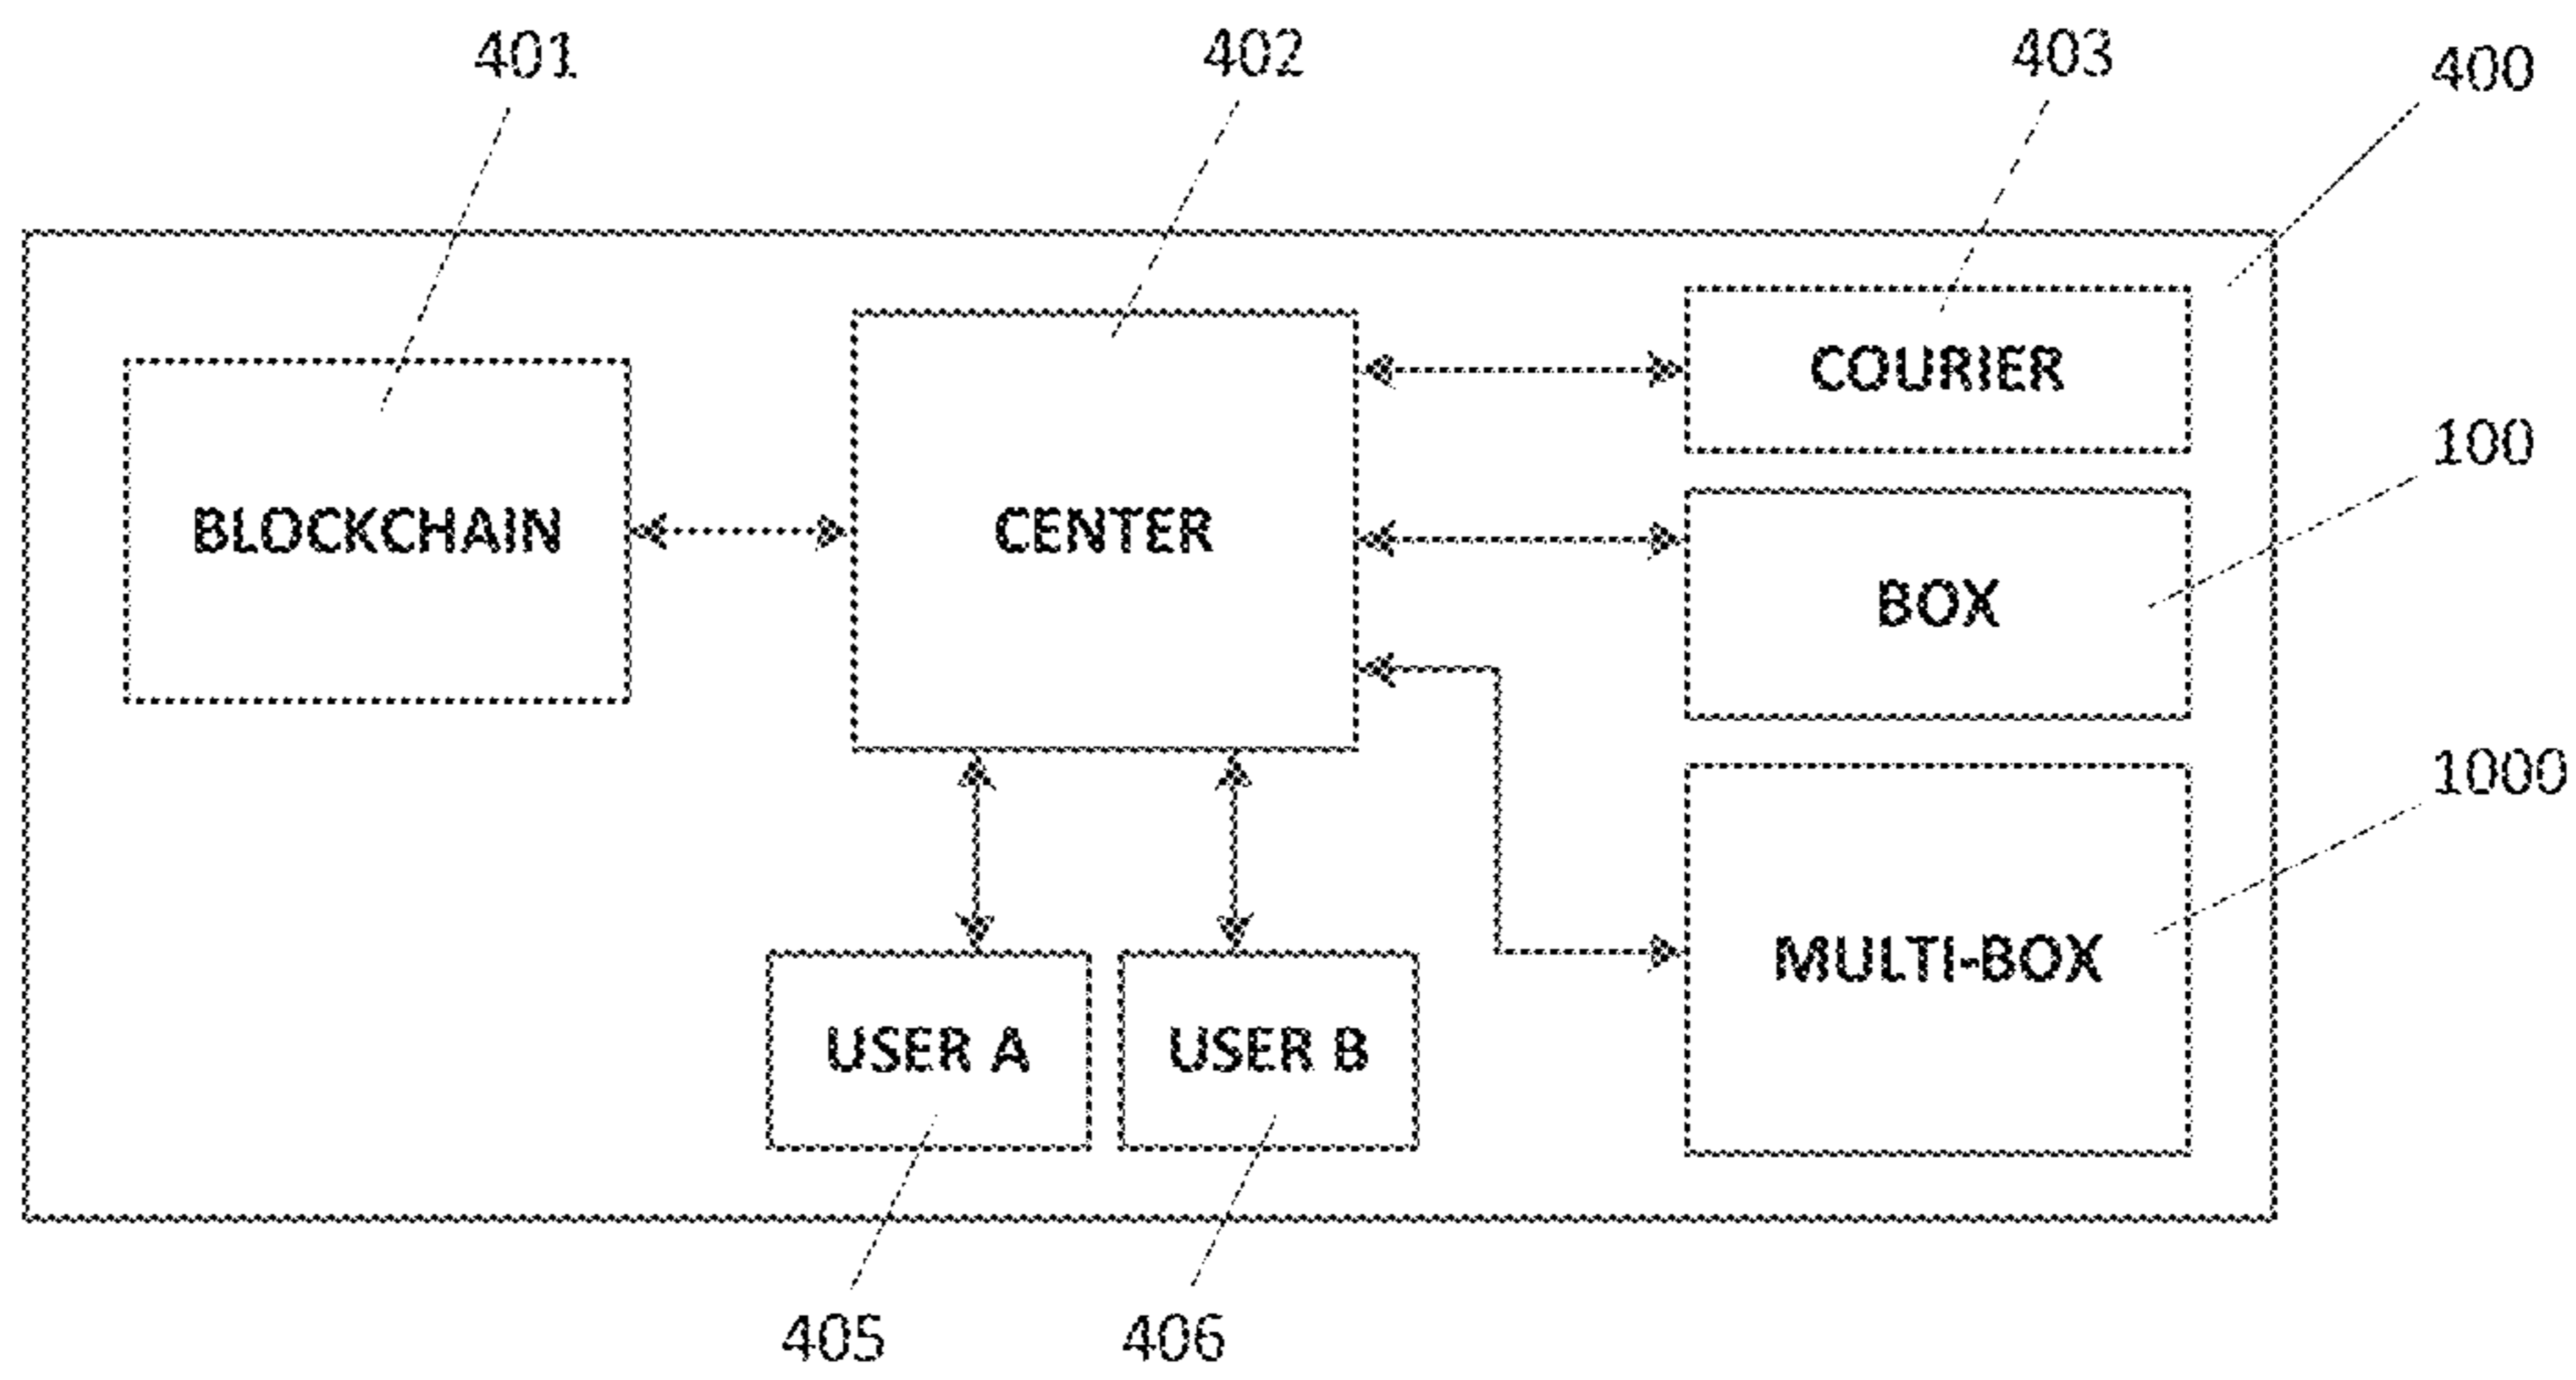 401
402
403
400
COURIER
100
BLOCKCHAIN
CENTER
BOX
1000
MULTI-BOX
USER A
USER B
405
406